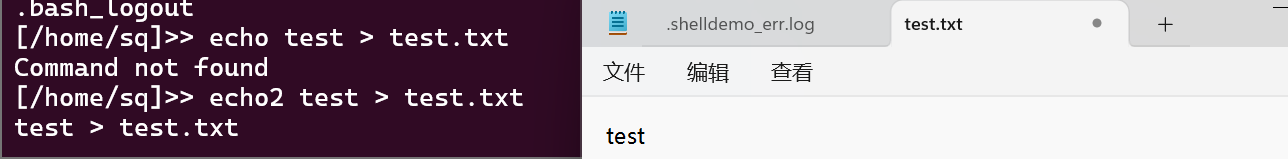 .bash_logout
[/home/sq]>> echo test > test.txt
Command not found
[/home/sq]>> echo2 test > test.txt
test > test.txt
.shelldemo_err.log
test.txt
文件 编辑 查看
test